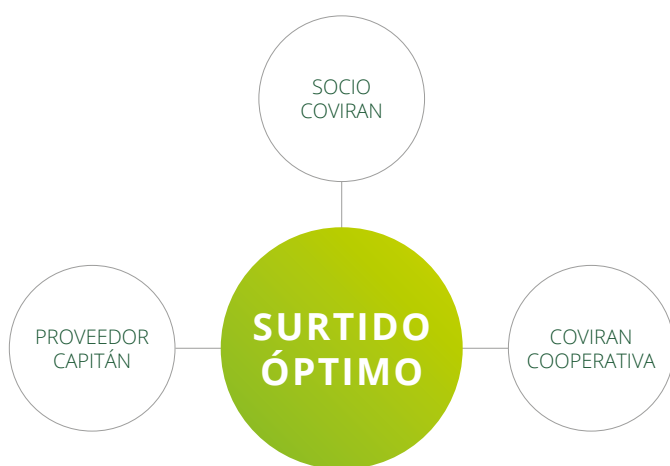 SOCIO
COVIRAN
SURTIDO
ÓPTIMO
PROVEEDOR
CAPITÁN
COVIRAN
COOPERATIVA